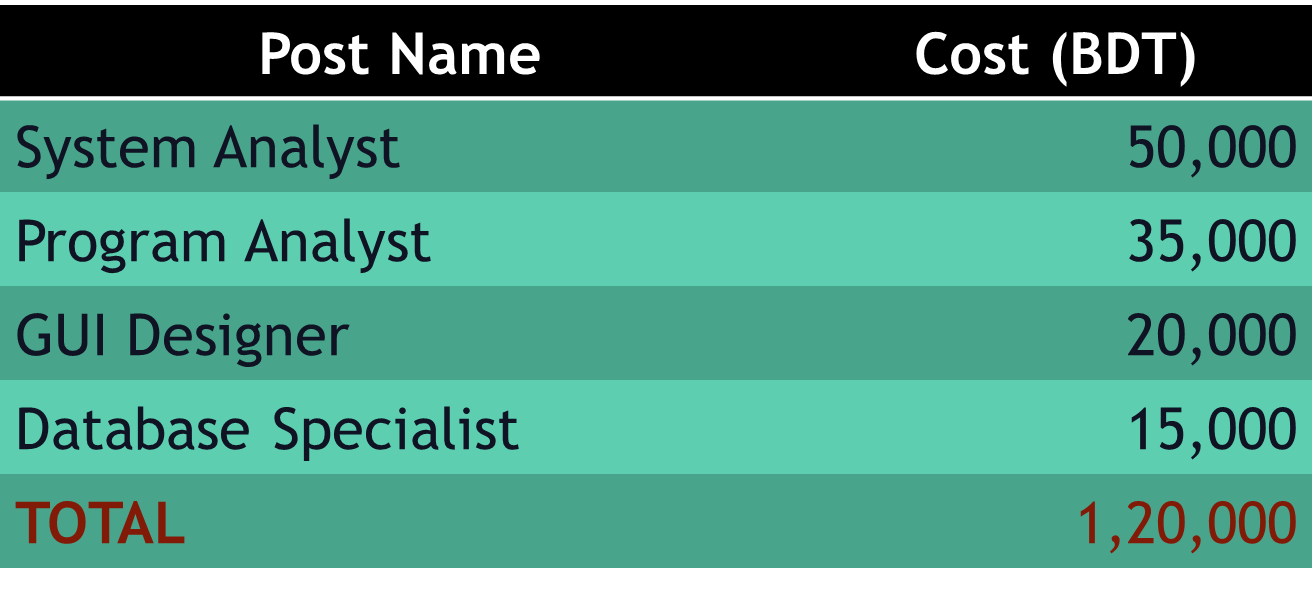 Post Name Cost (BDT)
System Analyst 50,000
Program Analyst 35,000
GUI Designer 20,000
Database Specialist 15,000
TOTAL 1,20,000